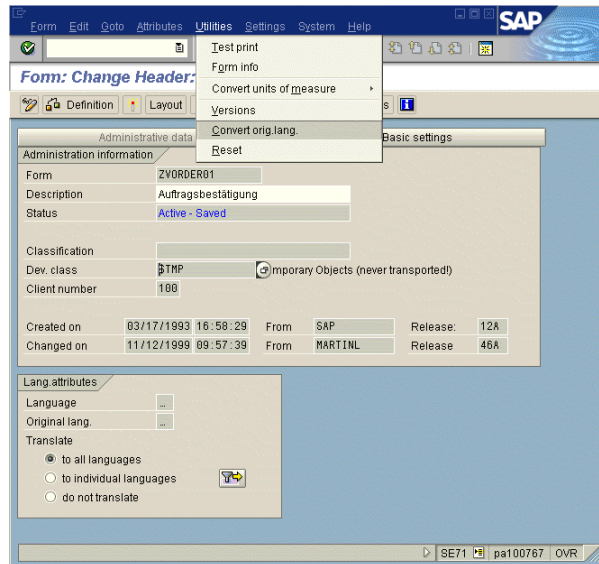 Form Edit Goto Attributes Utilities Settings System Help
SAP
Test print
Form info
Convert units of measure
Versions
Convert orig.lang.
Reset
Form: Change Header:
Definition Layout s
Administrative data Basic settings
Administration information
Form ZVORDER01
Description Auftragsbestätigung
Status Active - Saved
Classification
Dev. class $TMP mporary Objects (never transported!)
Client number 100
Created on 03/17/1993 16:58:29 From SAP Release: 12A
Changed on 11/12/1999 09:57:39 From MARTINL Release 46A
Lang.attributes
Language ...
Original lang. ...
Translate
to all languages
to individual languages
do not translate
SE71 pa100767 OVR